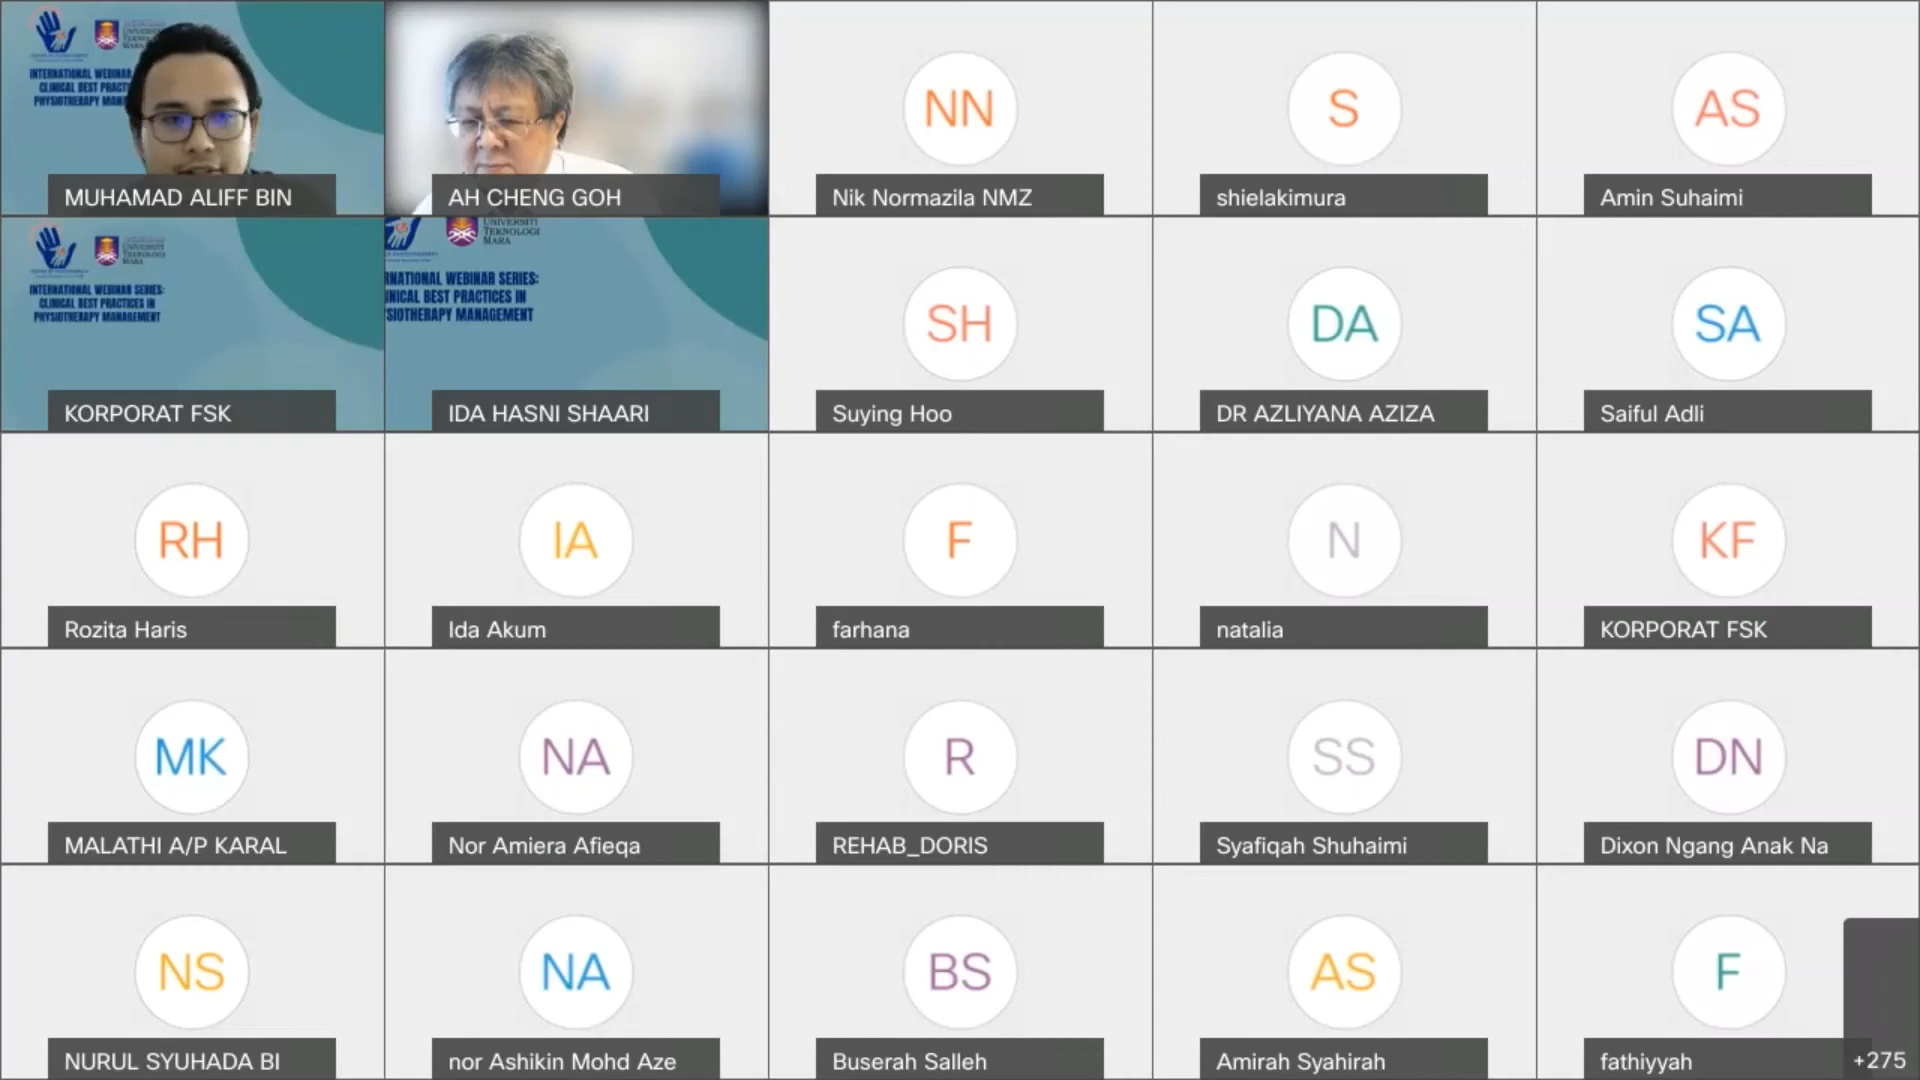 INTERNATIONAL WEBINAR
CLINICAL BEST PRACT
PHYSIOTHERAPY MAN
MUHAMAD ALIFF BIN
AH CHENG GOH
NN
Nik Normazila NMZ
S
shielakimura
AS
Amin Suhaimi
UNIVERSITI
TEKNOLOGI
MARA
INTERNATIONAL WEBINAR SERIES:
CLINICAL BEST PRACTICES IN
PHYSIOTHERAPY MANAGEMENT
KORPORAT FSK
UNIVERSITI
TEKNOLOGI
MARA
RNATIONAL WEBINAR SERIES:
NICAL BEST PRACTICES IN
SIOTHERAPY MANAGEMENT
IDA HASNI SHAARI
SH
Suying Hoo
DA
DR AZLIYANA AZIZA
SA
Saiful Adli
RH
Rozita Haris
IA
Ida Akum
F
farhana
N
natalia
KF
KORPORAT FSK
MK
MALATHI A/P KARAL
NA
Nor Amiera Afieqa
R
REHAB_DORIS
SS
Syafiqah Shuhaimi
DN
Dixon Ngang Anak Na
NS
NURUL SYUHADA BI
NA
nor Ashikin Mohd Aze
BS
Buserah Salleh
AS
Amirah Syahirah
F
fathiyyah
+275